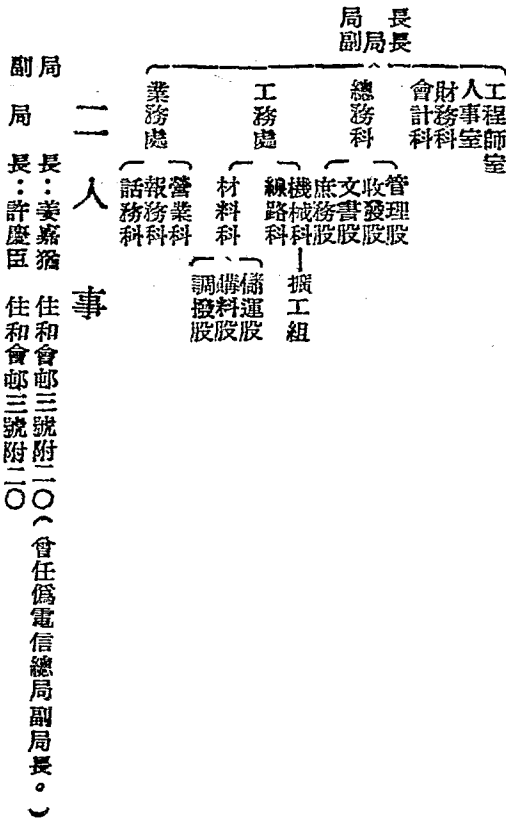 局長
副局長
工程師室
人事室
財務科
會計科
總務科
管理股
收發股
文書股
庶務股
工務處
機械科
擴工組
線路科
材料科
儲運股
購料股
調撥股
業務處
營業科
報務科
話務科
二 人事
局長：姜嘉猶 住和會邨三號附二〇（曾任僞電信總局副局長。）
副局長：許慶臣 住和會邨三號附二〇